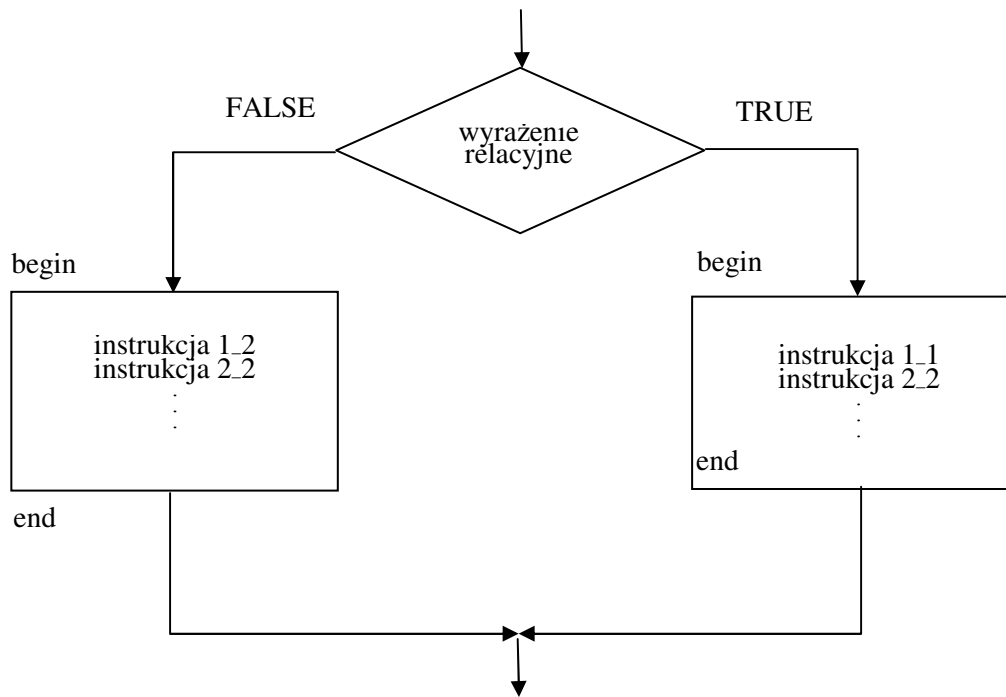 FALSE
TRUE
wyrażenie
relacyjne
begin
begin
instrukcja 1_2
instrukcja 2_2
.
.
.
instrukcja 1_1
instrukcja 2_2
.
.
.
end
end